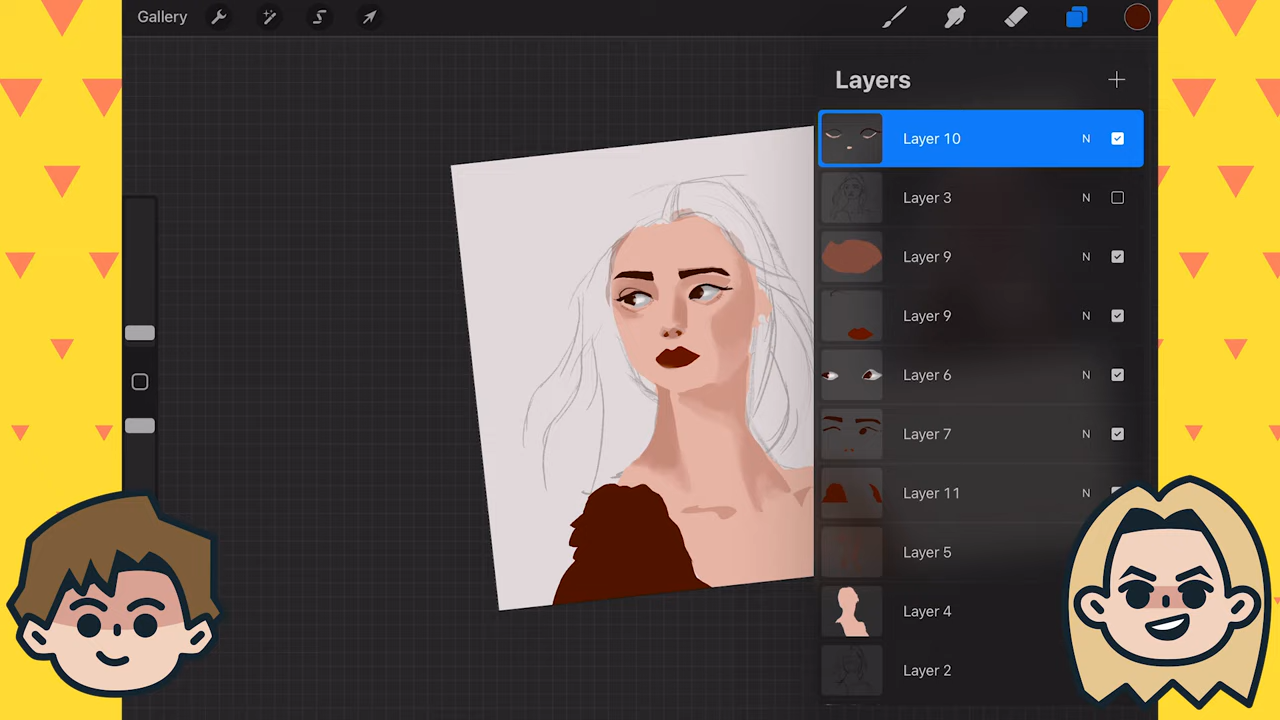 Gallery
Layers
Layer 10 N
Layer 3 N
Layer 9 N
Layer 9 N
Layer 6 N
Layer 7 N
Layer 11 N
Layer 5
Layer 4
Layer 2